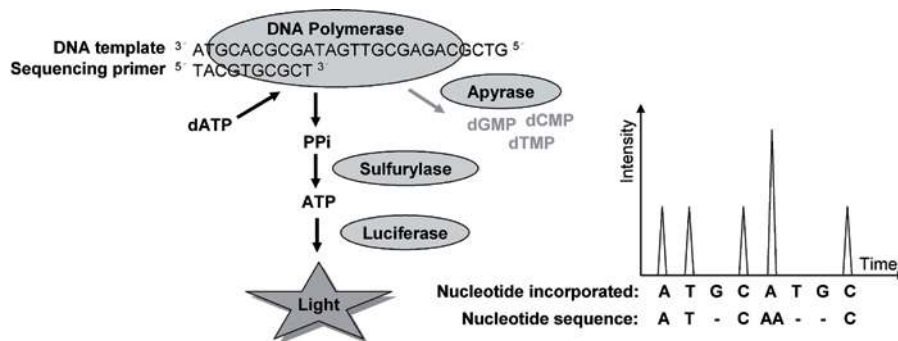 DNA Polymerase
DNA template 3´ ATGCACGCGATAGTTGCGAGACGCTG 5´
Sequencing primer 5´ TACGTGCGCT 3´
Apyrase
dATP
dGMP dCMP
dTMP
PPi
Sulfurylase
ATP
Luciferase
Light
Intensity
Time
Nucleotide incorporated: A T G C A T G C
Nucleotide sequence: A T - C AA - - C